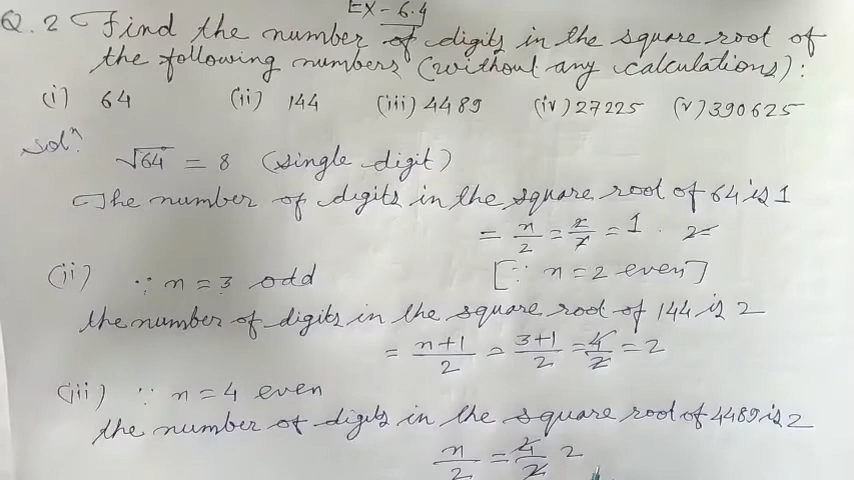 EX-6.4
Q.2 Find the number of digits in the square root of
the following numbers (without any calculations):
(i) 64 (ii) 144 (iii) 4489 (iv) 27225 (v) 390625
Solⁿ. √64 = 8 (single digit)
The number of digits in the square root of 64 is 1
= n/2 = 2/2 = 1.
[∵ n = 2 even]
(ii) ∵ n = 3 odd
the number of digits in the square root of 144 is 2
= n+1/2 = 3+1/2 = 4/2 = 2
(iii) ∵ n = 4 even
the number of digits in the square root of 4489 is 2
n/2 = 4/2 2